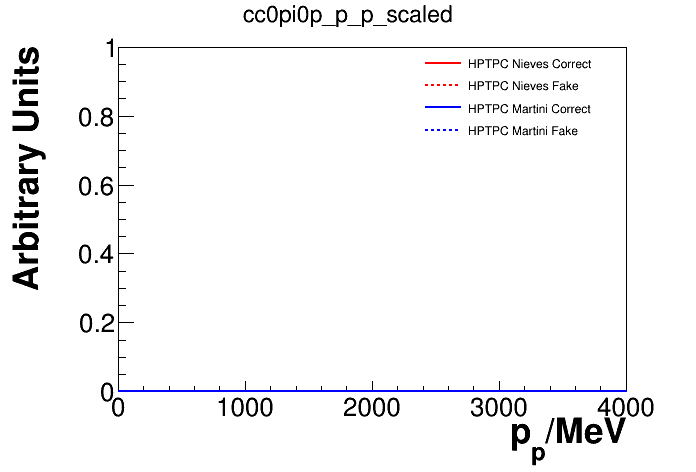 cc0pi0p_p_p_scaled
Arbitrary Units
1
0.8
0.6
0.4
0.2
0
HPTPC Nieves Correct
HPTPC Nieves Fake
HPTPC Martini Correct
HPTPC Martini Fake
0 1000 2000 3000 4000
p_p/MeV